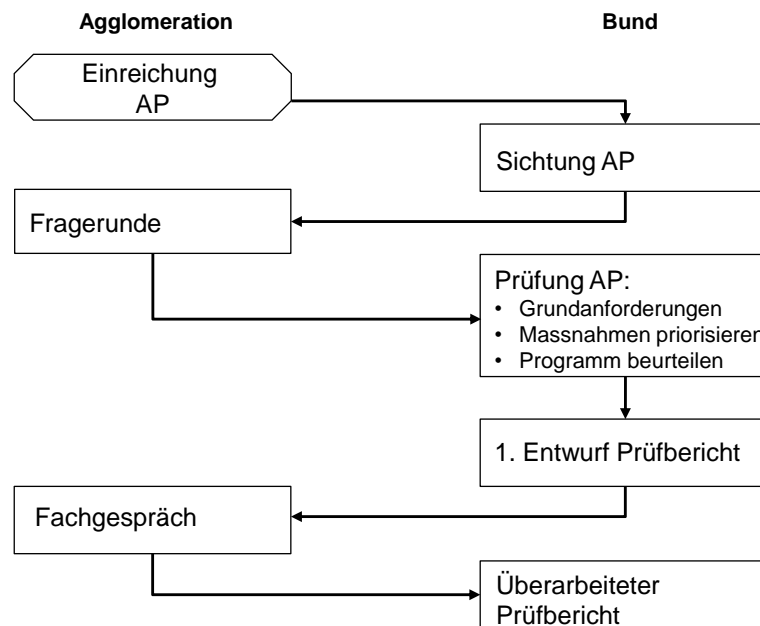 Agglomeration
Bund
Einreichung
AP
Sichtung AP
Fragerunde
Prüfung AP:
• Grundanforderungen
• Massnahmen priorisieren
• Programm beurteilen
1. Entwurf Prüfbericht
Fachgespräch
Überarbeiteter
Prüfbericht